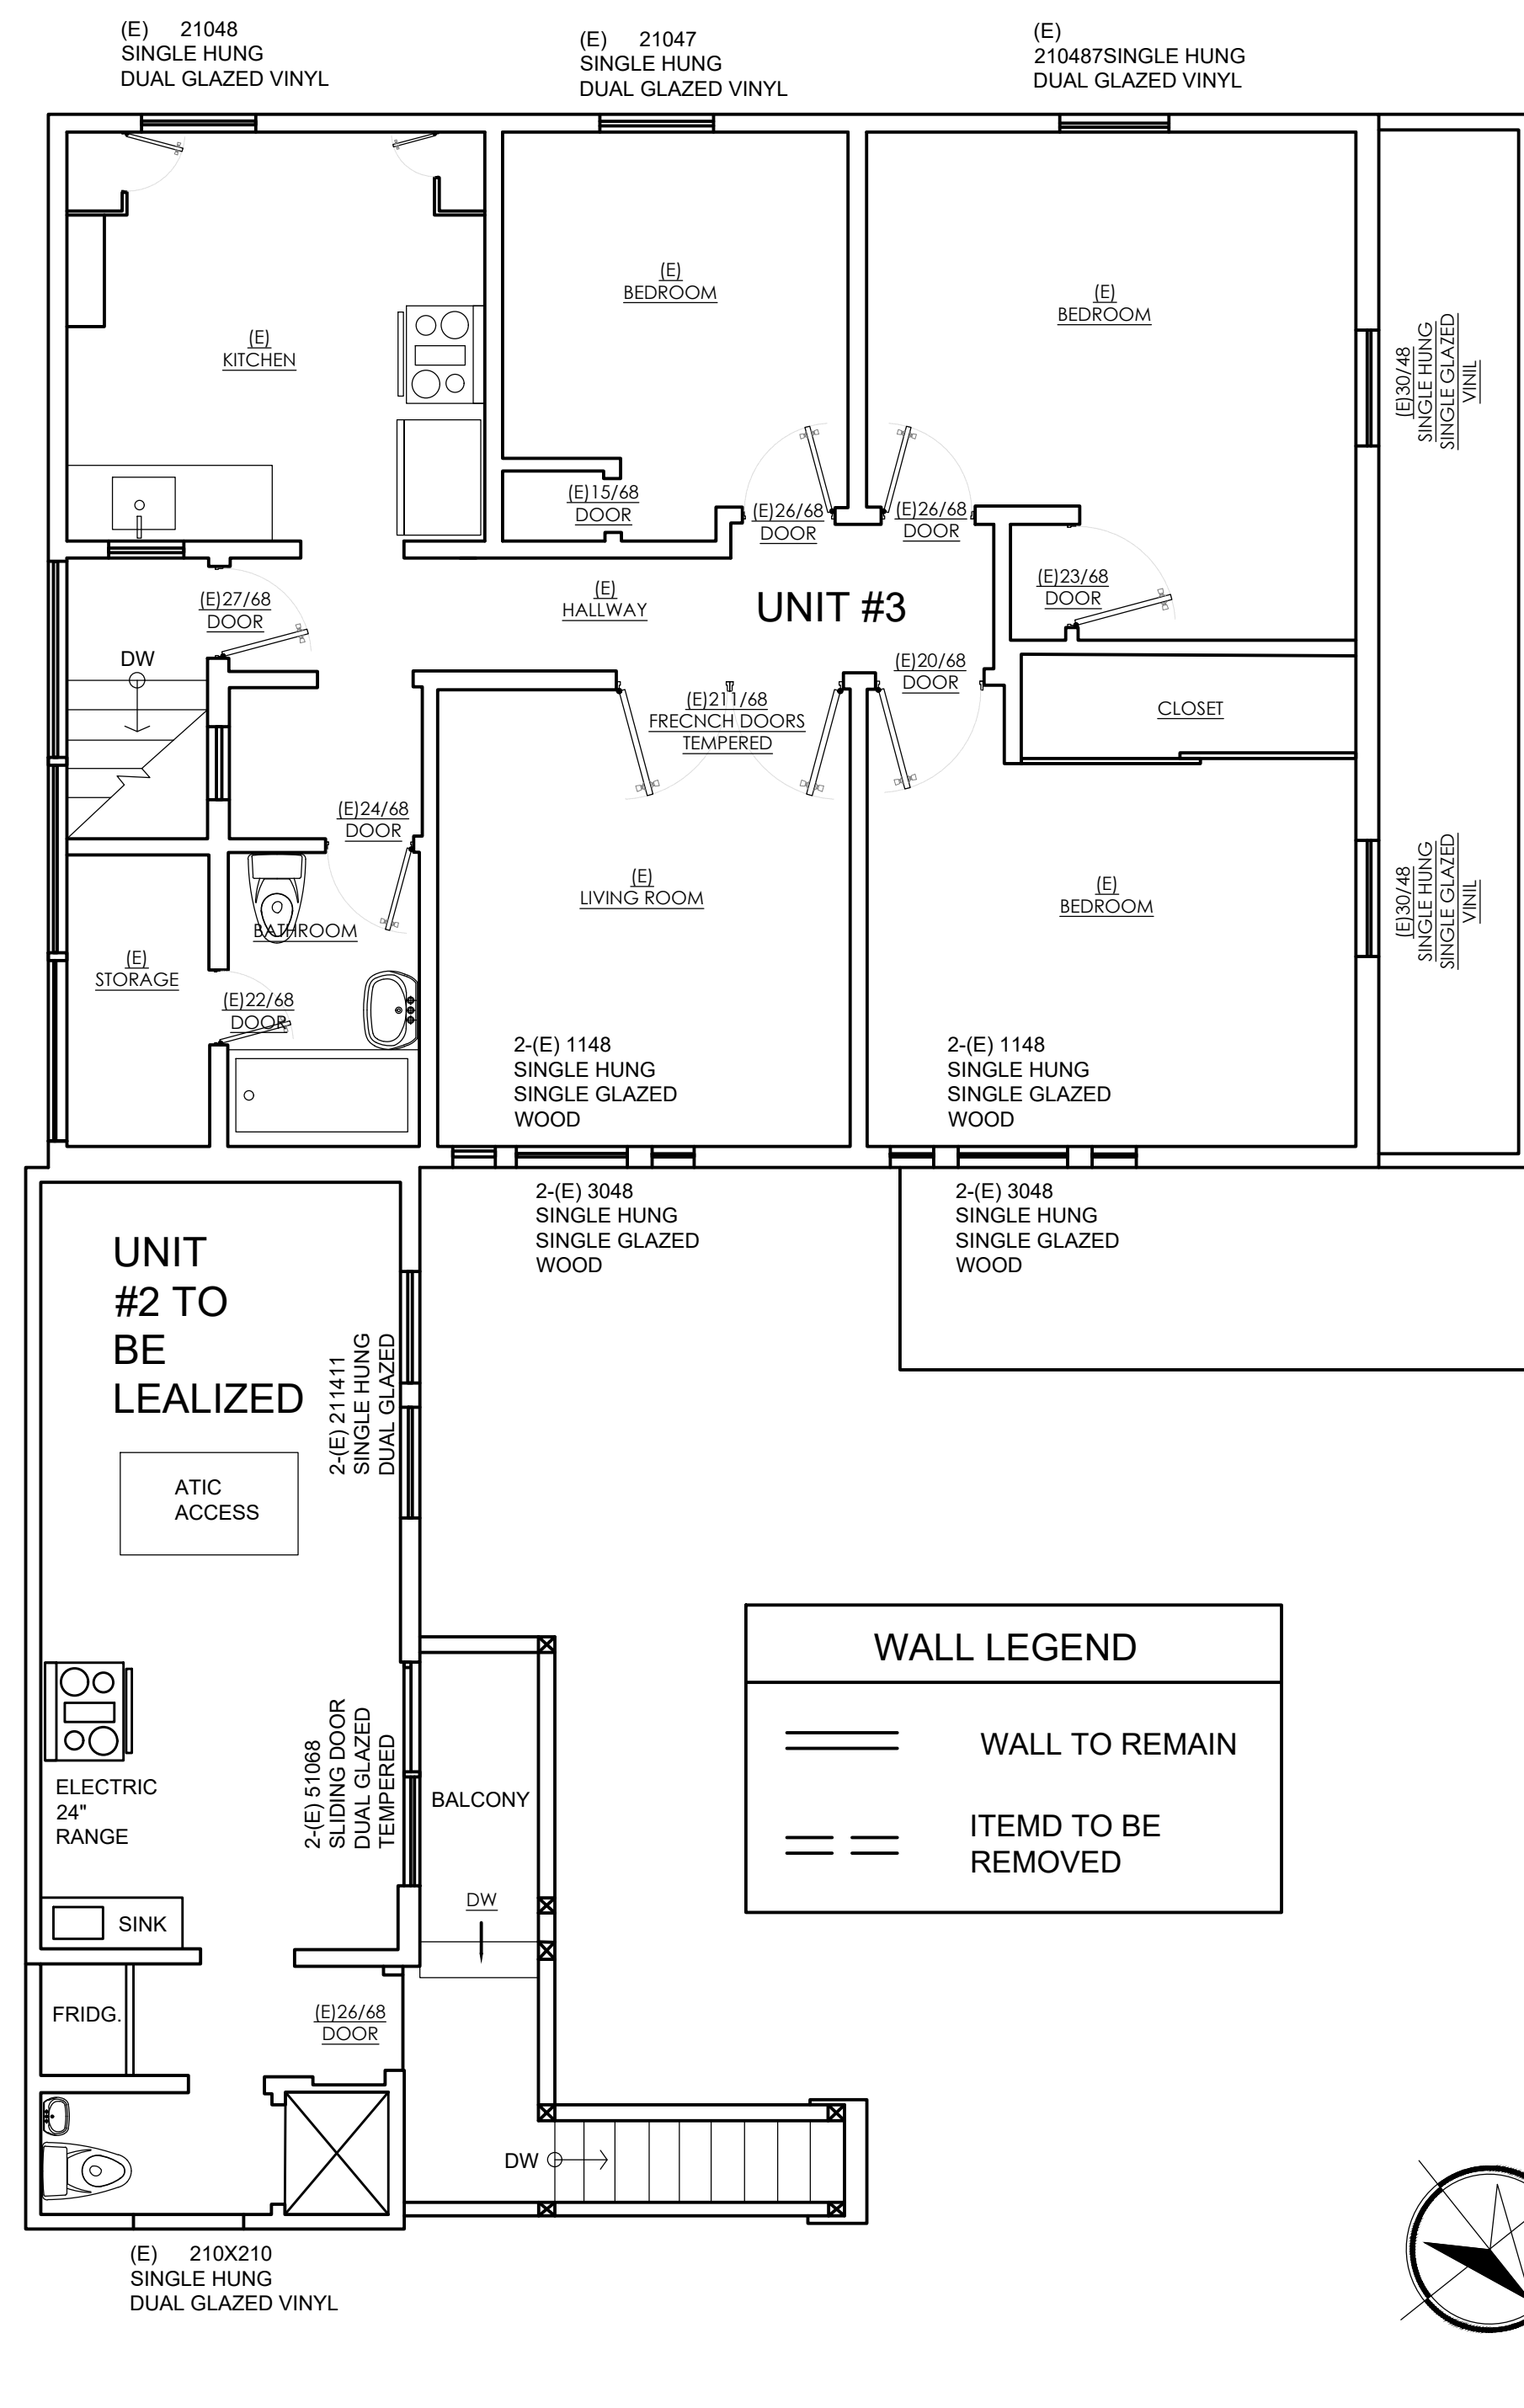 (E) 21048
SINGLE HUNG
DUAL GLAZED VINYL
(E) 21047
SINGLE HUNG
DUAL GLAZED VINYL
(E)
210487SINGLE HUNG
DUAL GLAZED VINYL
(E)
KITCHEN
(E)
BEDROOM
(E)
BEDROOM
(E)30/48
SINGLE HUNG
SINGLE GLAZED
VINIL
(E)15/68
DOOR
(E)26/68
DOOR
(E)26/68
DOOR
(E)27/68
DOOR
(E)
HALLWAY
UNIT #3
(E)23/68
DOOR
DW
(E)20/68
DOOR
(E)211/68
FRECNCH DOORS
TEMPERED
CLOSET
(E)24/68
DOOR
(E)
LIVING ROOM
(E)
BEDROOM
(E)30/48
SINGLE HUNG
SINGLE GLAZED
VINIL
BATHROOM
(E)
STORAGE
(E)22/68
DOOR
2-(E) 1148
SINGLE HUNG
SINGLE GLAZED
WOOD
2-(E) 1148
SINGLE HUNG
SINGLE GLAZED
WOOD
2-(E) 3048
SINGLE HUNG
SINGLE GLAZED
WOOD
2-(E) 3048
SINGLE HUNG
SINGLE GLAZED
WOOD
UNIT
#2 TO
BE
LEALIZED
2-(E) 211411
SINGLE HUNG
DUAL GLAZED
ATIC
ACCESS
WALL LEGEND
WALL TO REMAIN
ITEMD TO BE
REMOVED
2-(E) 51068
SLIDING DOOR
DUAL GLAZED
TEMPERED
ELECTRIC
24"
RANGE
BALCONY
DW
SINK
FRIDG.
(E)26/68
DOOR
DW
(E) 210X210
SINGLE HUNG
DUAL GLAZED VINYL